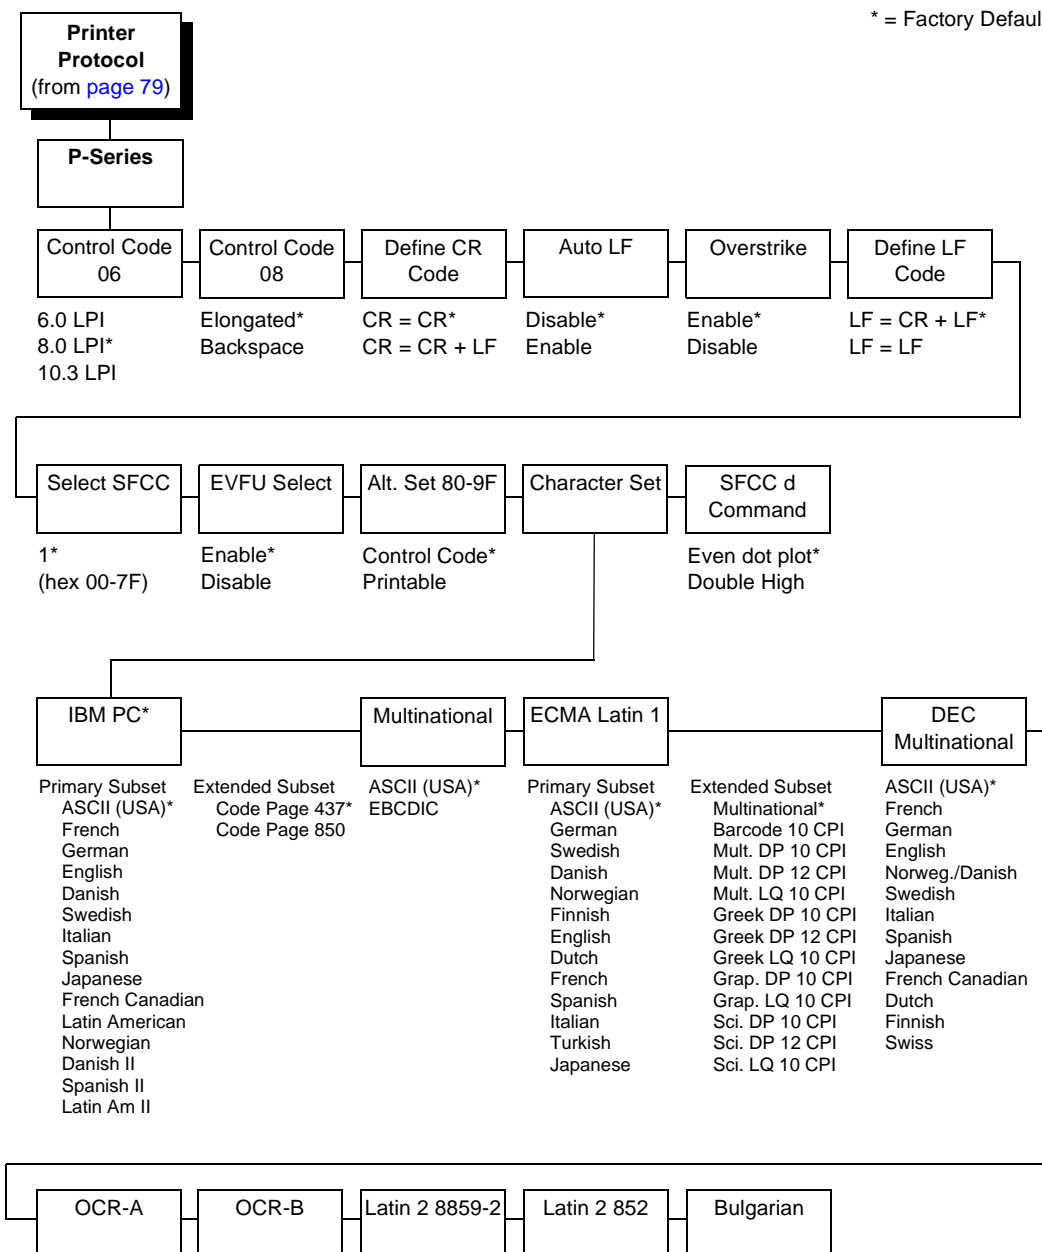 * = Factory Defaul
Printer
Protocol
(from page 79)
P-Series
Control Code
06
6.0 LPI
8.0 LPI*
10.3 LPI
Control Code
08
Elongated*
Backspace
Define CR
Code
CR = CR*
CR = CR + LF
Auto LF
Disable*
Enable
Overstrike
Enable*
Disable
Define LF
Code
LF = CR + LF*
LF = LF
Select SFCC
1*
(hex 00-7F)
EVFU Select
Enable*
Disable
Alt. Set 80-9F
Control Code*
Printable
Character Set
SFCC d
Command
Even dot plot*
Double High
IBM PC*
Primary Subset
ASCII (USA)*
French
German
English
Danish
Swedish
Italian
Spanish
Japanese
French Canadian
Latin American
Norwegian
Danish II
Spanish II
Latin Am II
Extended Subset
Code Page 437*
Code Page 850
Multinational
ASCII (USA)*
EBCDIC
ECMA Latin 1
Primary Subset
ASCII (USA)*
German
Swedish
Danish
Norwegian
Finnish
English
Dutch
French
Spanish
Italian
Turkish
Japanese
Extended Subset
Multinational*
Barcode 10 CPI
Mult. DP 10 CPI
Mult. DP 12 CPI
Mult. LQ 10 CPI
Greek DP 10 CPI
Greek DP 12 CPI
Greek LQ 10 CPI
Grap. DP 10 CPI
Grap. LQ 10 CPI
Sci. DP 10 CPI
Sci. DP 12 CPI
Sci. LQ 10 CPI
DEC
Multinational
ASCII (USA)*
French
German
English
Norweg./Danish
Swedish
Italian
Spanish
Japanese
French Canadian
Dutch
Finnish
Swiss
OCR-A
OCR-B
Latin 2 8859-2
Latin 2 852
Bulgarian